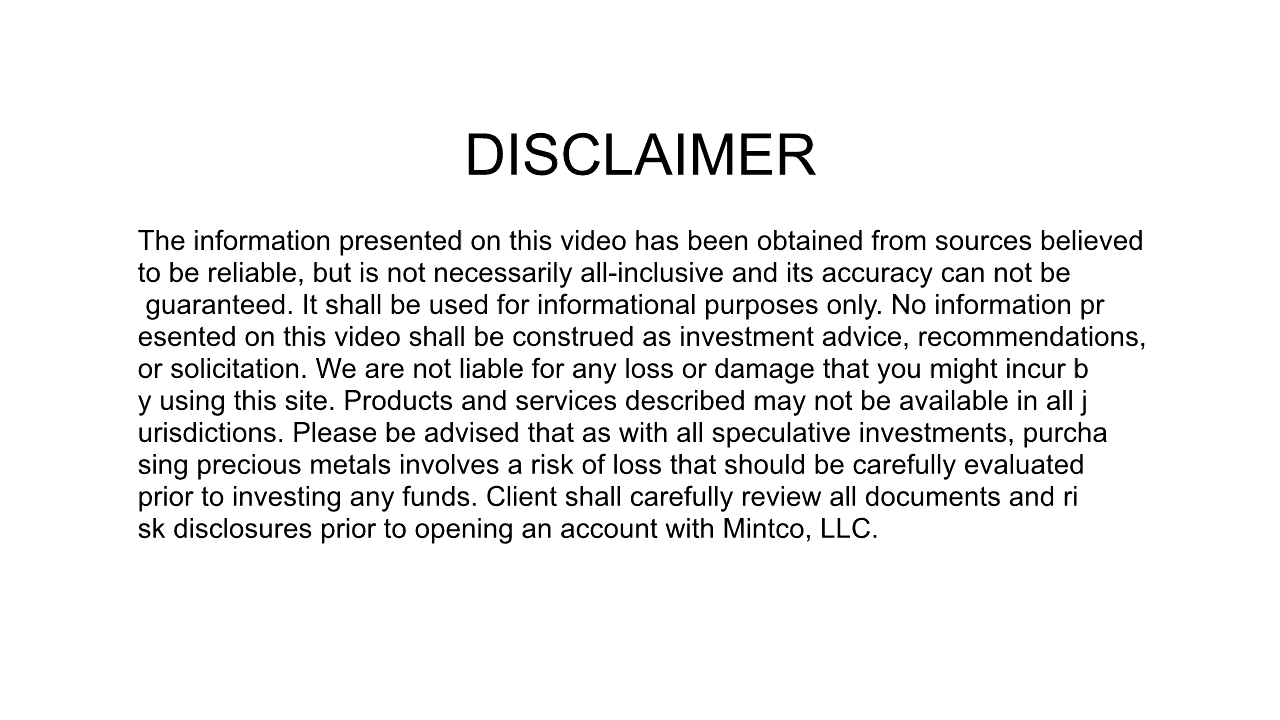 DISCLAIMER
The information presented on this video has been obtained from sources believed
to be reliable, but is not necessarily all-inclusive and its accuracy can not be
guaranteed. It shall be used for informational purposes only. No information pr
esented on this video shall be construed as investment advice, recommendations,
or solicitation. We are not liable for any loss or damage that you might incur b
y using this site. Products and services described may not be available in all j
urisdictions. Please be advised that as with all speculative investments, purcha
sing precious metals involves a risk of loss that should be carefully evaluated
prior to investing any funds. Client shall carefully review all documents and ri
sk disclosures prior to opening an account with Mintco, LLC.